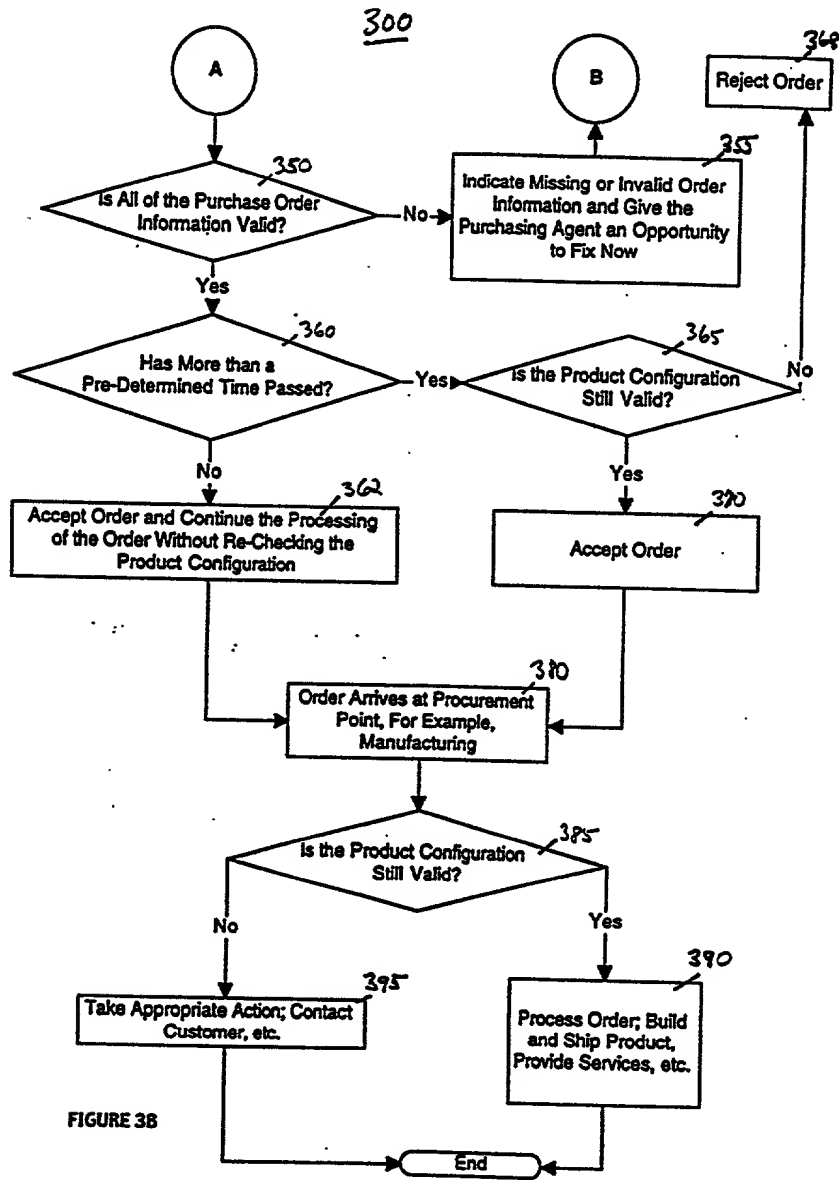 300
A
B
368
Reject Order
350
Is All of the Purchase Order
Information Valid?
No
355
Indicate Missing or Invalid Order
Information and Give the
Purchasing Agent an Opportunity
to Fix Now
Yes
360
Has More than a
Pre-Determined Time Passed?
Yes
365
Is the Product Configuration
Still Valid?
No
No
Yes
362
Accept Order and Continue the Processing
of the Order Without Re-Checking the
Product Configuration
370
Accept Order
380
Order Arrives at Procurement
Point, For Example,
Manufacturing
385
Is the Product Configuration
Still Valid?
No
Yes
395
Take Appropriate Action; Contact
Customer, etc.
390
Process Order; Build
and Ship Product,
Provide Services, etc.
FIGURE 3B
End